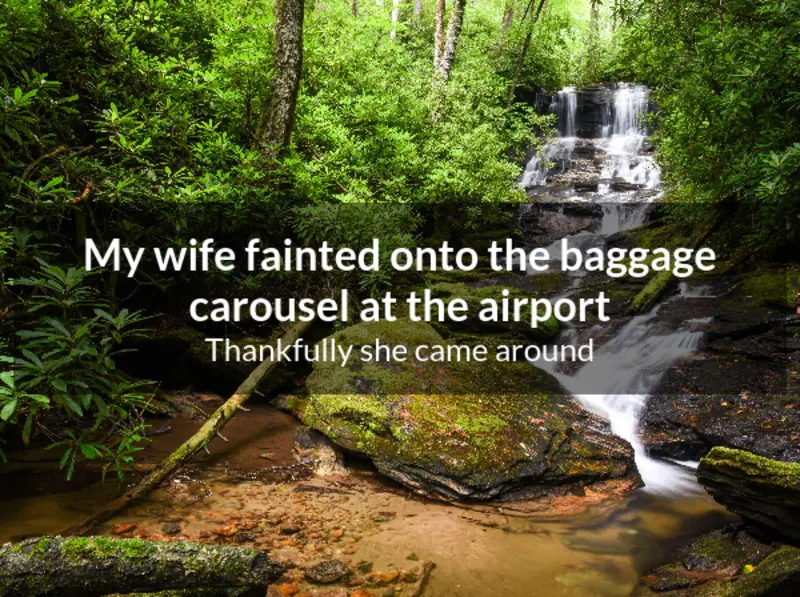 My wife fainted onto the baggage
carousel at the airport
Thankfully she came around